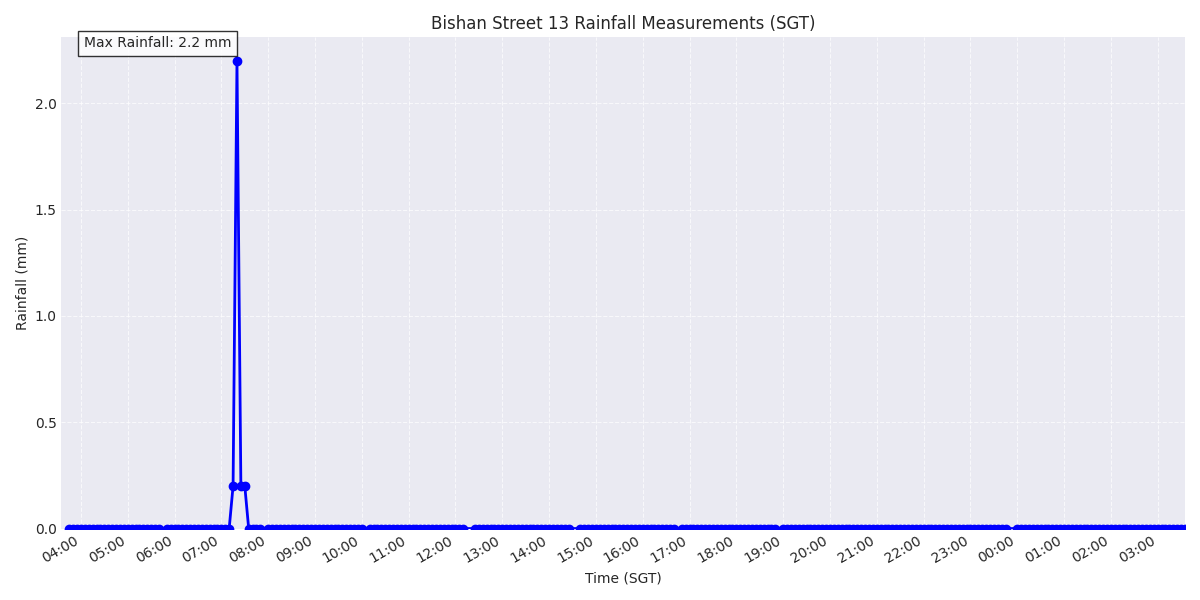 Bishan Street 13 Rainfall Measurements (SGT)
Max Rainfall: 2.2 mm
Rainfall (mm)
2.0
1.5
1.0
0.5
0.0
04:00 05:00 06:00 07:00 08:00 09:00 10:00 11:00 12:00 13:00 14:00 15:00 16:00 17:00 18:00 19:00 20:00 21:00 22:00 23:00 00:00 01:00 02:00 03:00
Time (SGT)